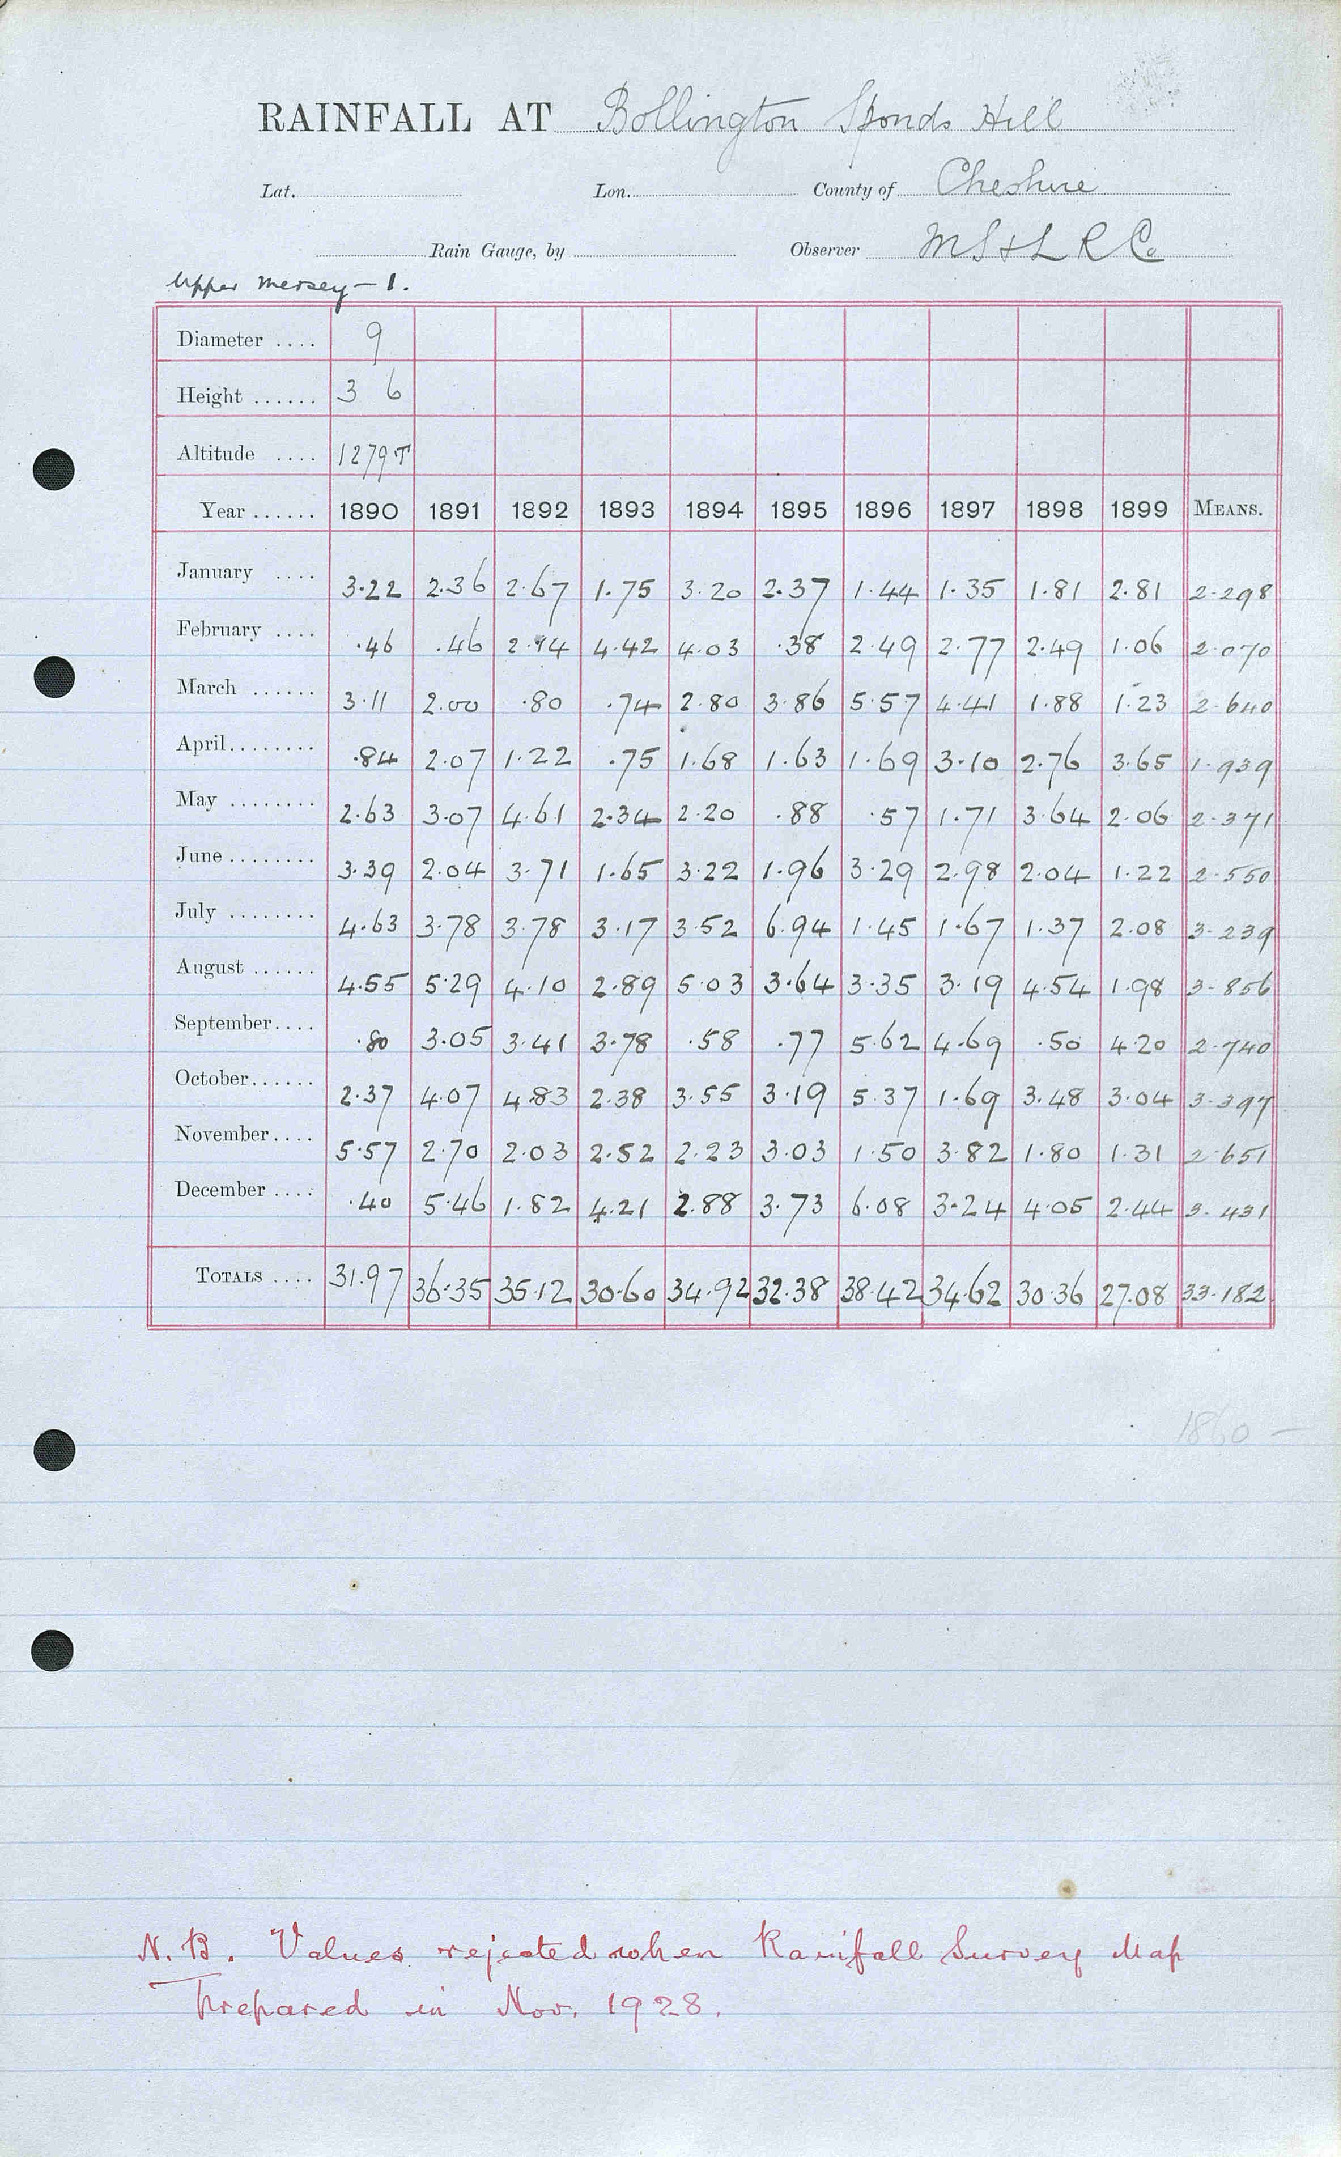 RAINFALL AT Bollington Sponds Hill
Lat. Lon. County of Cheshire
Rain Gauge, by Observer M S & L R Co
Upper Mersey - 1.
Diameter .... 9
Height ...... 3 6
Altitude .... 1279T
Year ...... 1890 1891 1892 1893 1894 1895 1896 1897 1898 1899 MEANS.
January .... 3.22 2.36 2.67 1.75 3.20 2.37 1.44 1.35 1.81 2.81 2.298
February .... .46 .46 2.14 4.42 4.03 .38 2.49 2.77 2.49 1.06 2.070
March ...... 3.11 2.00 .80 .74 2.80 3.86 5.57 4.41 1.88 1.23 2.640
April........ .84 2.07 1.22 .75 1.68 1.63 1.69 3.10 2.76 3.65 1.939
May ........ 2.63 3.07 4.61 2.34 2.20 .88 .57 1.71 3.64 2.06 2.371
June ........ 3.39 2.04 3.71 1.65 3.22 1.96 3.29 2.98 2.04 1.22 2.550
July ........ 4.63 3.78 3.78 3.17 3.52 6.94 1.45 1.67 1.37 2.08 3.239
August ...... 4.55 5.29 4.10 2.89 5.03 3.64 3.35 3.19 4.54 1.98 3.856
September.... .80 3.05 3.41 3.78 .58 .77 5.62 4.69 .50 4.20 2.740
October...... 2.37 4.07 4.83 2.38 3.55 3.19 5.37 1.69 3.48 3.04 3.397
November.... 5.57 2.70 2.03 2.52 2.23 3.03 1.50 3.82 1.80 1.31 2.651
December .... .40 5.46 1.82 4.21 2.88 3.73 6.08 3.24 4.05 2.44 3.431
TOTALS .... 31.97 36.35 35.12 30.60 34.92 32.38 38.42 34.62 30.36 27.08 33.182
1860 -
N.B. Values rejected when Rainfall Survey Map
Prepared in Nov. 1928.